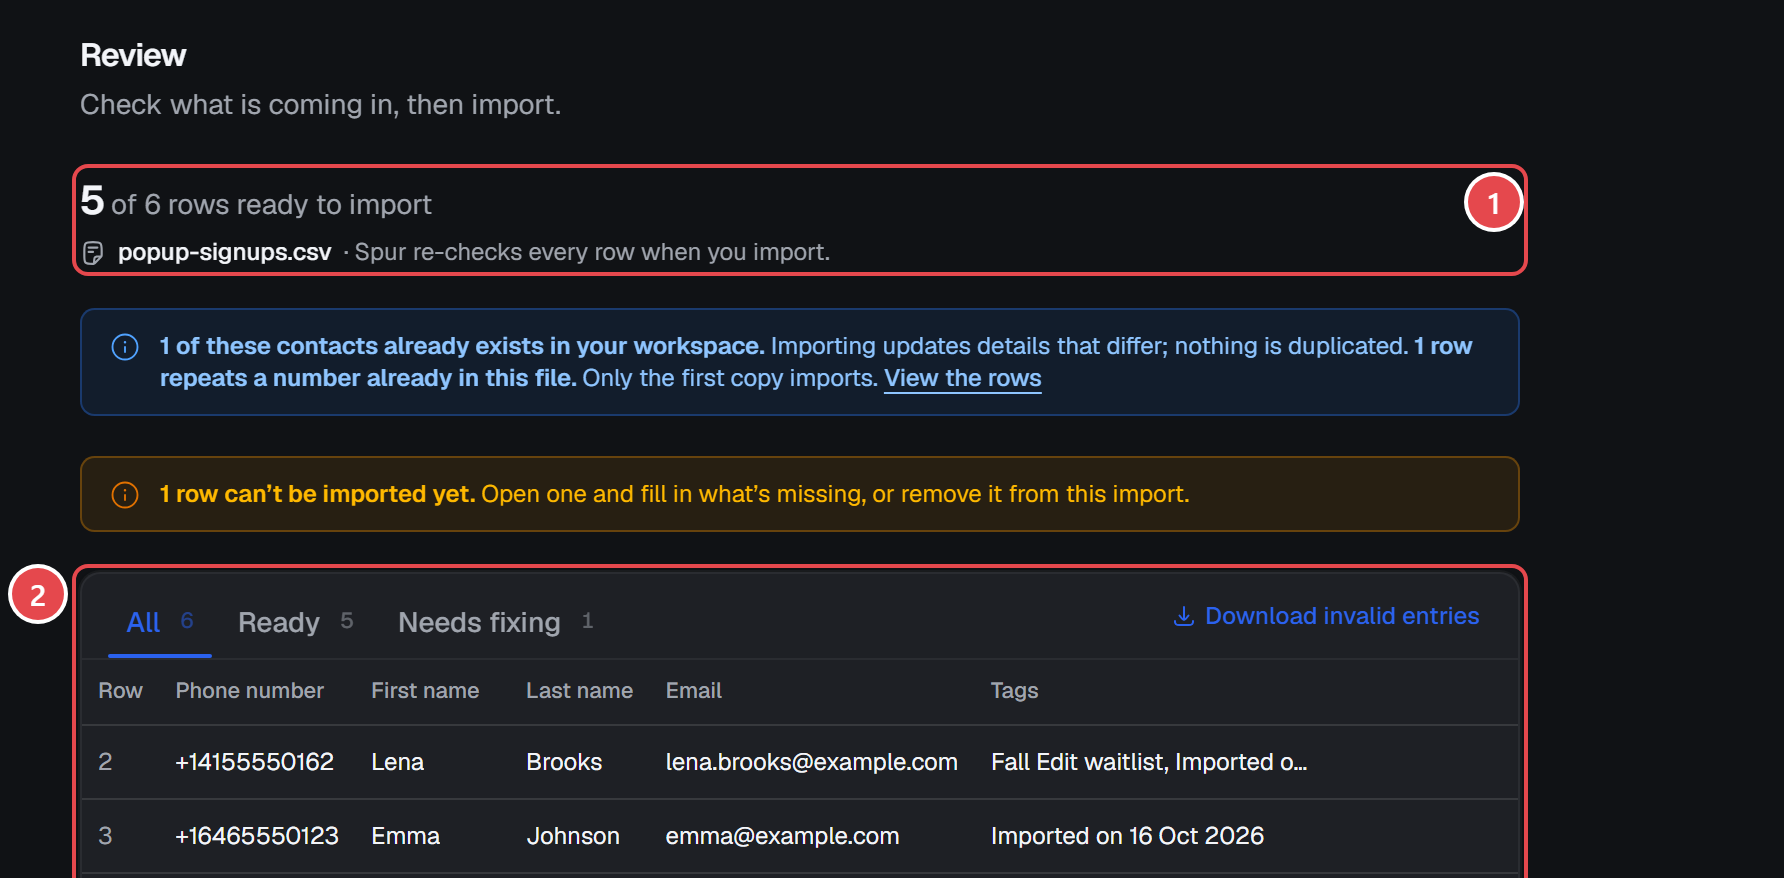 Review
Check what is coming in, then import.
5 of 6 rows ready to import
1
popup-signups.csv · Spur re-checks every row when you import.
1 of these contacts already exists in your workspace. Importing updates details that differ; nothing is duplicated. 1 row
repeats a number already in this file. Only the first copy imports. View the rows
1 row can’t be imported yet. Open one and fill in what’s missing, or remove it from this import.
2
All 6 Ready 5 Needs fixing 1 Download invalid entries
Row Phone number First name Last name Email Tags
2 +14155550162 Lena Brooks lena.brooks@example.com Fall Edit waitlist, Imported o...
3 +16465550123 Emma Johnson emma@example.com Imported on 16 Oct 2026